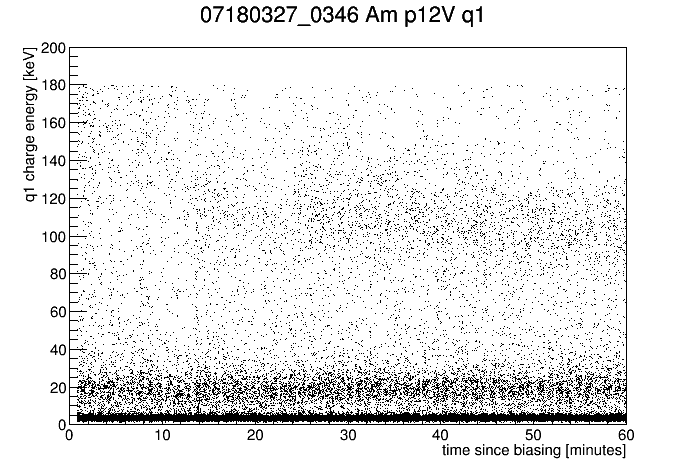 07180327_0346 Am p12V q1
q1 charge energy [keV]
200
180
160
140
120
100
80
60
40
20
0
0 10 20 30 40 50 60
time since biasing [minutes]